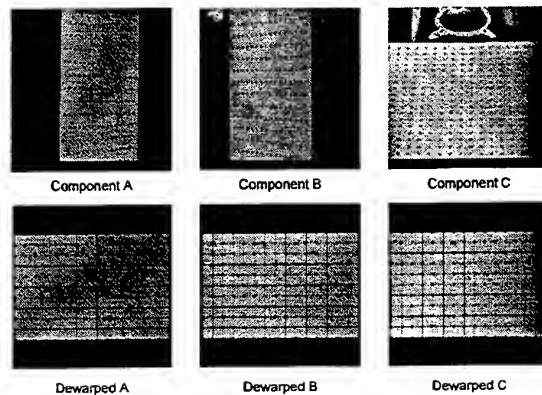 Component A
Component B
Component C
Dewarped A
Dewarped B
Dewarped C